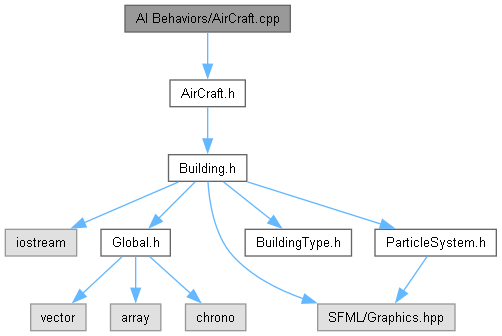 AI Behaviors/AirCraft.cpp
AirCraft.h
Building.h
iostream
Global.h
BuildingType.h
ParticleSystem.h
vector
array
chrono
SFML/Graphics.hpp